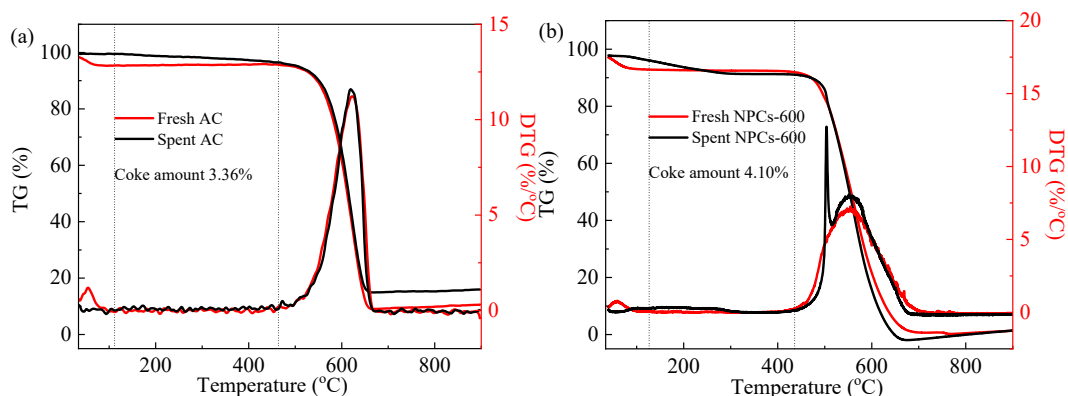 (a)
TG (%)
100
80
60
40
20
0
Fresh AC
Spent AC
Coke amount 3.36%
200
400
600
800
Temperature (°C)
15
10
5
0
DTG (%/°C)
(b)
TG (%)
100
80
60
40
20
0
Fresh NPCs-600
Spent NPCs-600
Coke amount 4.10%
200
400
600
800
Temperature (°C)
20
15
10
5
0
DTG (%/°C)